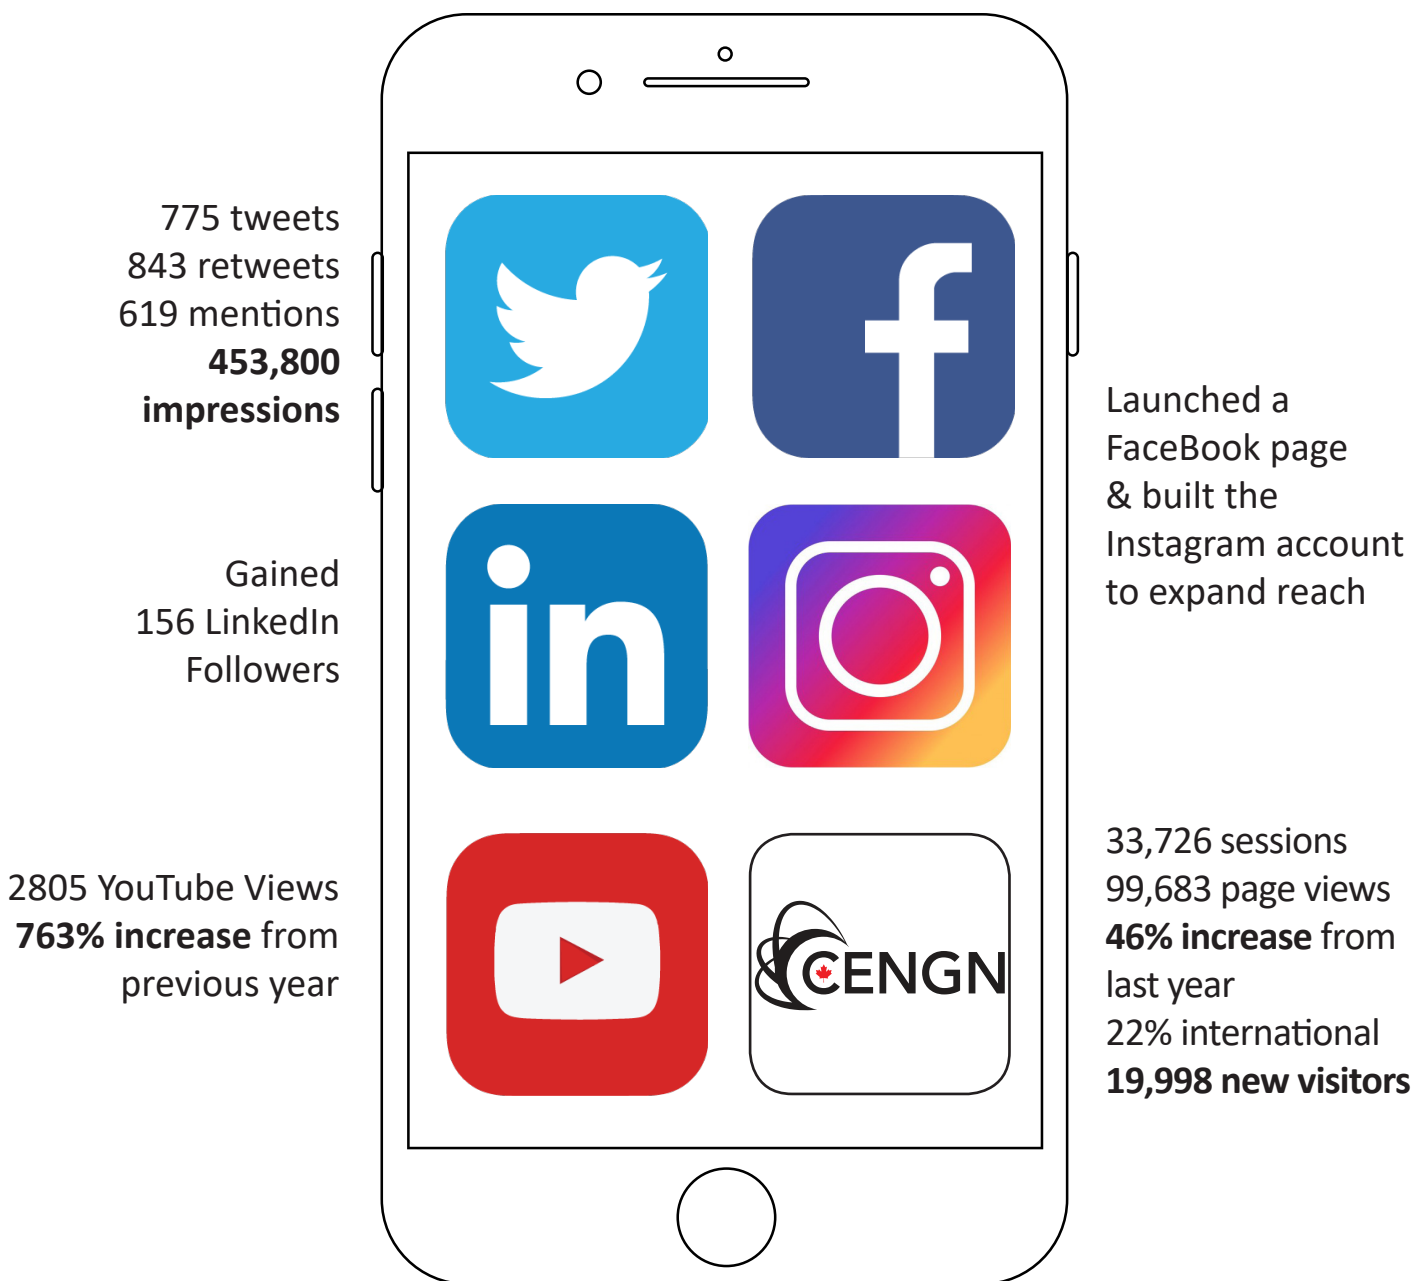 775 tweets
843 retweets
619 mentions
453,800
impressions
Gained
156 LinkedIn
Followers
2805 YouTube Views
763% increase from
previous year
in
CENGN
Launched a
FaceBook page
& built the
Instagram account
to expand reach
33,726 sessions
99,683 page views
46% increase from
last year
22% international
19,998 new visitors